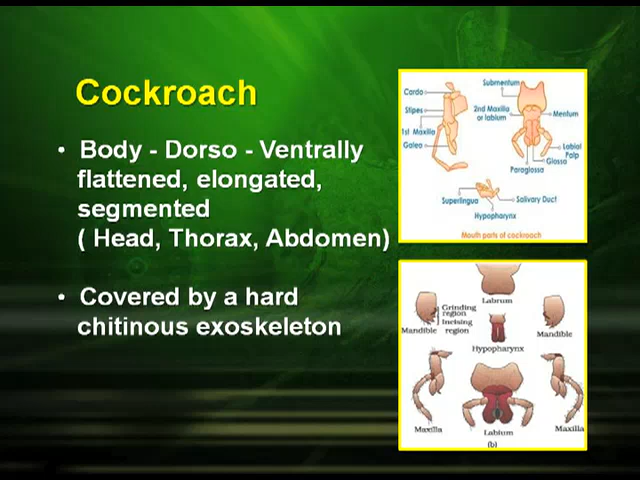 Cockroach
• Body - Dorso - Ventrally
flattened, elongated,
segmented
( Head, Thorax, Abdomen)
• Covered by a hard
chitinous exoskeleton
Cardo
Stipes
1sl Maxilla
Galea
Submentum
2nd Maxilla
or labium
Mentum
Labial
Palp
Glossa
Paraglossa
Superlingua
Salivary Duct
Hypopharynx
Mouth parts of cockroach
Labrum
Grinding
region
Incising
region
Mandible
Mandible
Hypopharynx
Maxilla
Labium
Maxilla
(b)